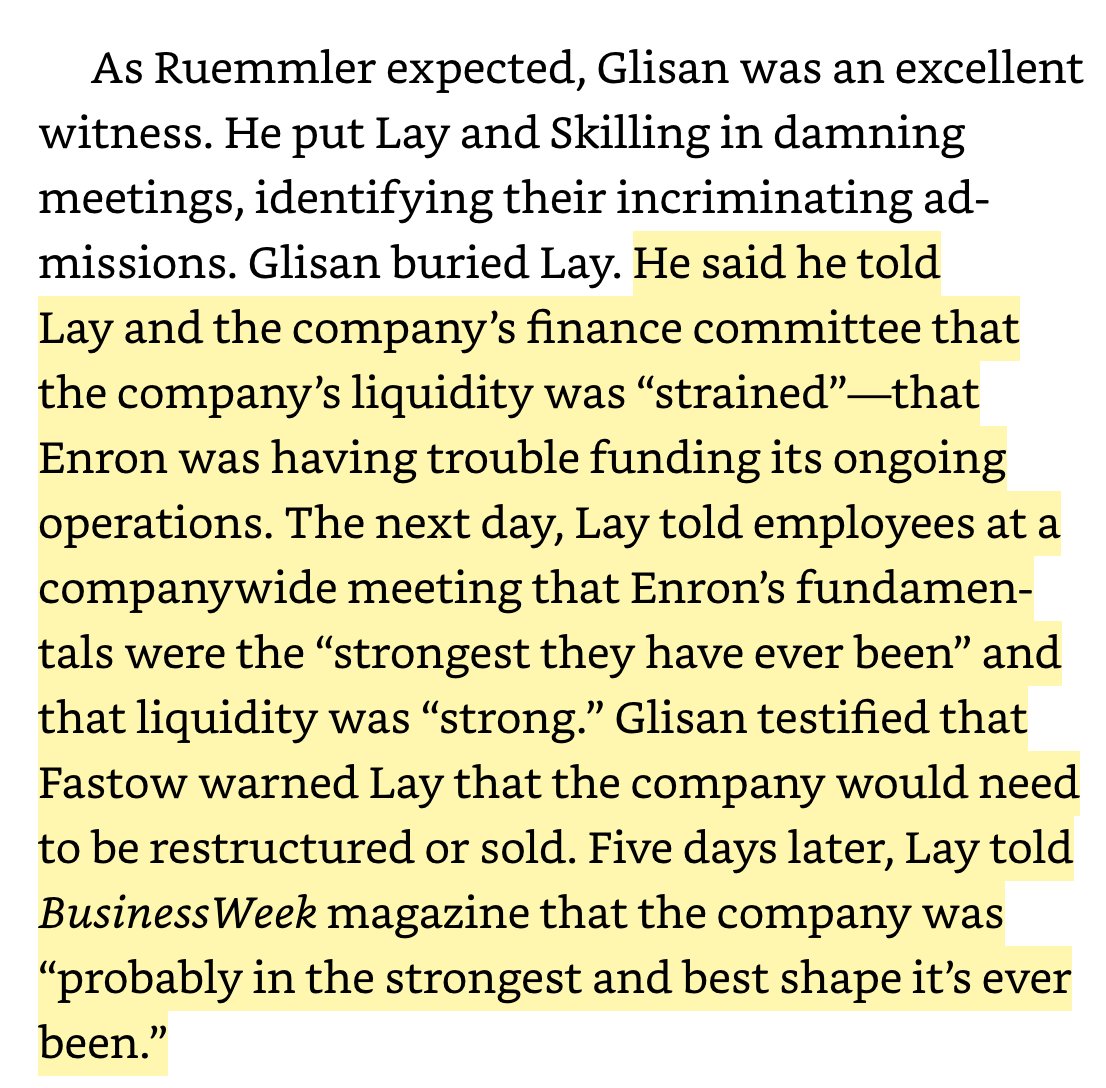 As Ruemmler expected, Glisan was an excellent
witness. He put Lay and Skilling in damning
meetings, identifying their incriminating ad-
missions. Glisan buried Lay. He said he told
Lay and the company’s finance committee that
the company’s liquidity was “strained”—that
Enron was having trouble funding its ongoing
operations. The next day, Lay told employees at a
companywide meeting that Enron’s fundamen-
tals were the “strongest they have ever been” and
that liquidity was “strong.” Glisan testified that
Fastow warned Lay that the company would need
to be restructured or sold. Five days later, Lay told
BusinessWeek magazine that the company was
“probably in the strongest and best shape it’s ever
been.”